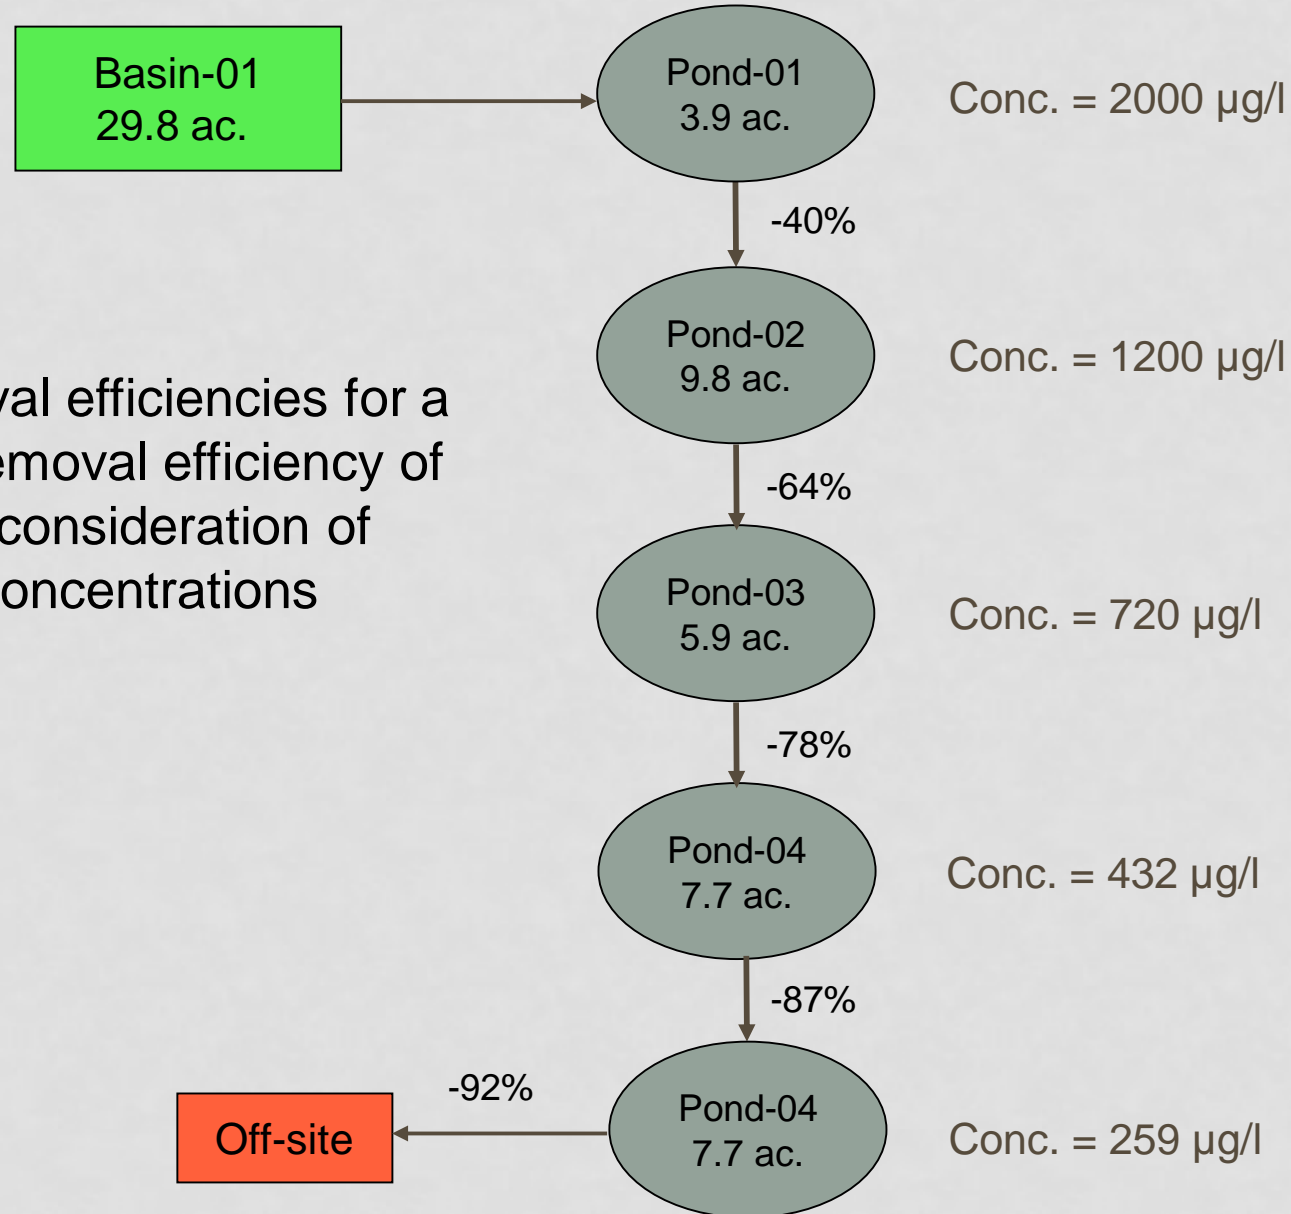 Basin-01
29.8 ac.
Pond-01
3.9 ac.
Conc. = 2000 µg/l
-40%
Pond-02
9.8 ac.
Conc. = 1200 µg/l
efficiencies for a
efficiency of
consideration of
-64%
Pond-03
5.9 ac.
Conc. = 720 µg/l
-78%
Pond-04
7.7 ac.
Conc. = 432 µg/l
-87%
Pond-04
7.7 ac.
Conc. = 259 µg/l
-92%
Off-site